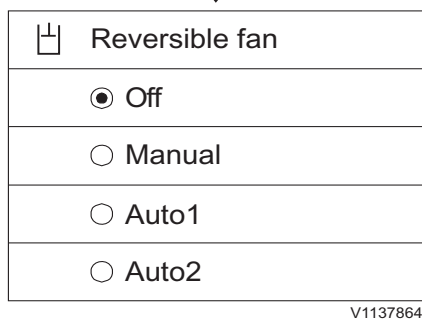 Reversible fan
Off
Manual
Auto1
Auto2
V1137864